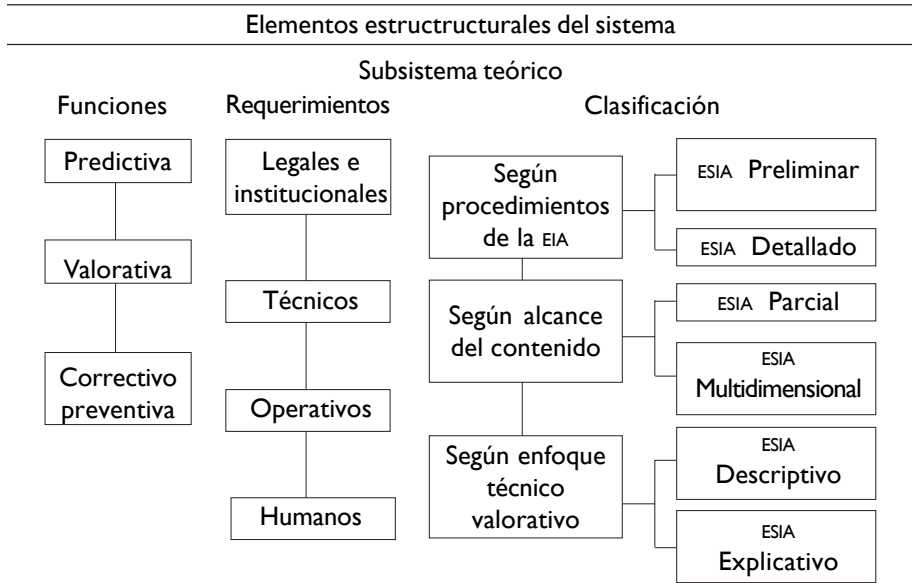 Elementos estructructurales del sistema
Subsistema teórico
Funciones
Predictiva
Valorativa
Correctivo
preventiva
Requerimientos
Legales e
institucionales
Técnicos
Operativos
Humanos
Clasificación
Según
procedimientos
de la EIA
ESIA Preliminar
ESIA Detallado
Según alcance
del contenido
ESIA Parcial
ESIA
Multidimensional
Según enfoque
técnico
valorativo
ESIA
Descriptivo
ESIA
Explicativo